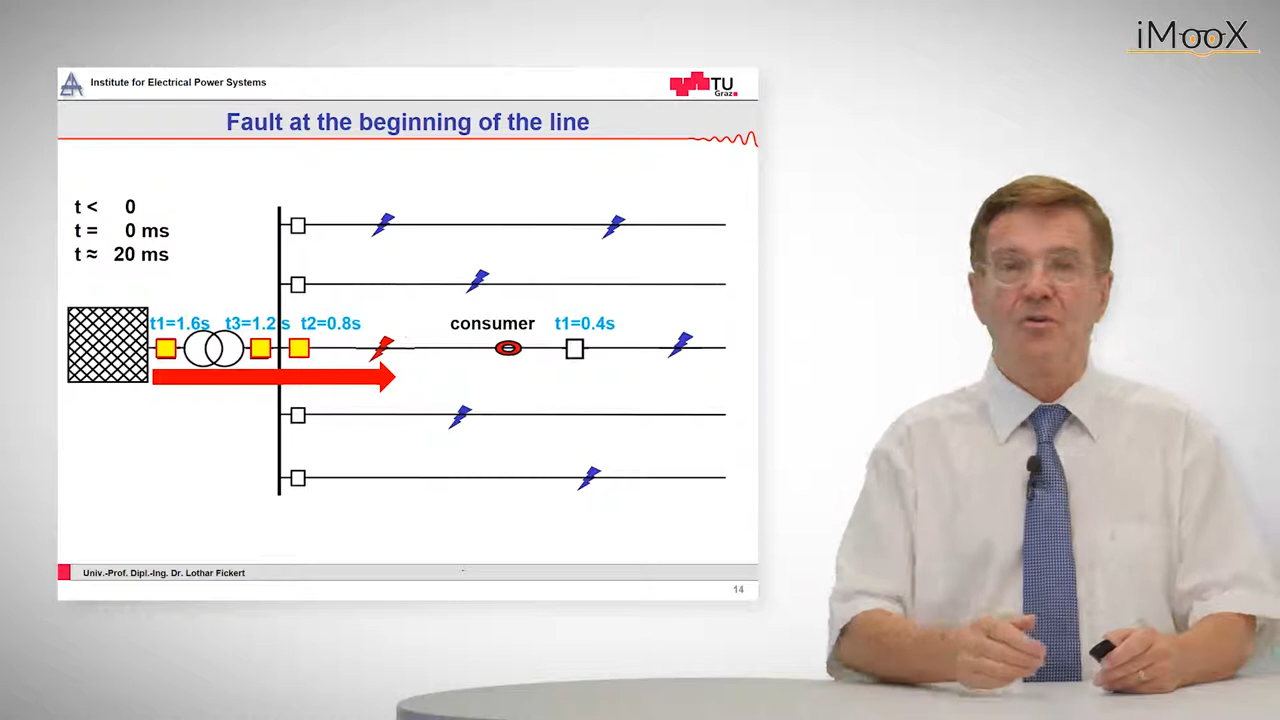 iMooX
Institute for Electrical Power Systems
TU
Graz
Fault at the beginning of the line
t < 0
t = 0 ms
t ≈ 20 ms
t1=1.6s t3=1.2 s t2=0.8s consumer t1=0.4s
Univ.-Prof. Dipl.-Ing. Dr. Lothar Fickert
14